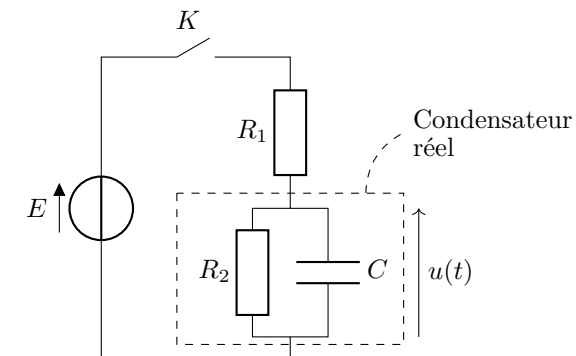 K
R₁
Condensateur
réel
E
R₂
C
u(t)